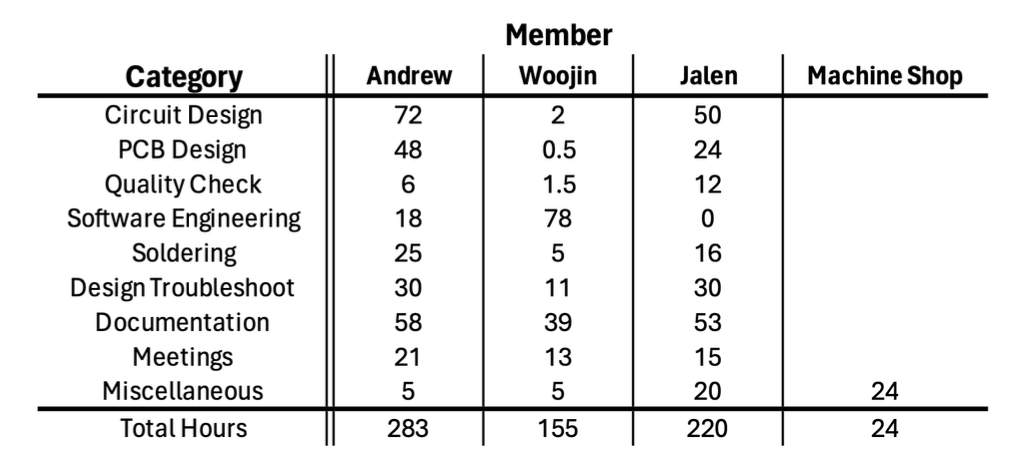 Member
Category Andrew Woojin Jalen Machine Shop
Circuit Design 72 2 50
PCB Design 48 0.5 24
Quality Check 6 1.5 12
Software Engineering 18 78 0
Soldering 25 5 16
Design Troubleshoot 30 11 30
Documentation 58 39 53
Meetings 21 13 15
Miscellaneous 5 5 20 24
Total Hours 283 155 220 24